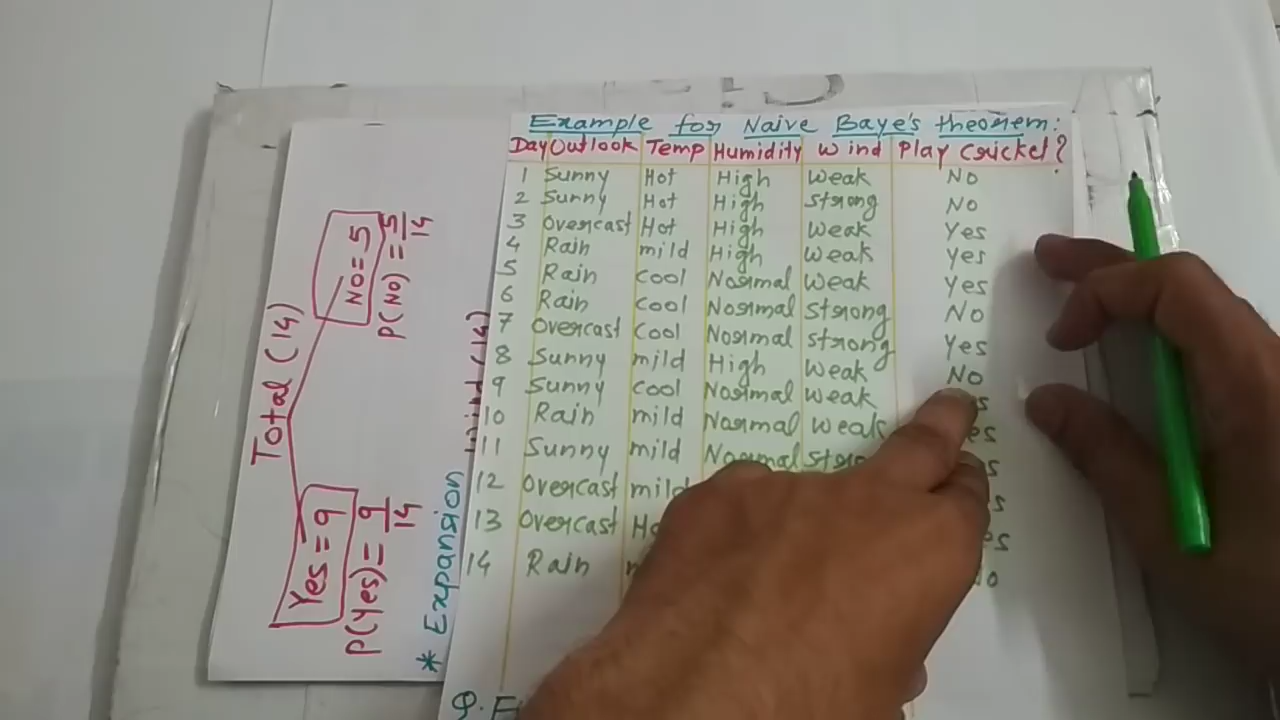 Example for Naive Baye's theorem:
Day Outlook Temp Humidity Wind Play cricket?
1 Sunny Hot High Weak No
2 Sunny Hot High Strong No
3 Overcast Hot High Weak Yes
4 Rain mild High Weak Yes
5 Rain cool Normal Weak Yes
6 Rain cool Normal Strong No
7 Overcast cool Normal Strong Yes
8 Sunny mild High Weak No
9 Sunny cool Normal Weak
10 Rain mild Normal Weak
11 Sunny mild Normal
12 Overcast mild
13 Overcast
14 Rain
Q.
Total (14)
Yes = 9
No = 5
P(Yes) = 9/14
P(No) = 5/14
* Expansion